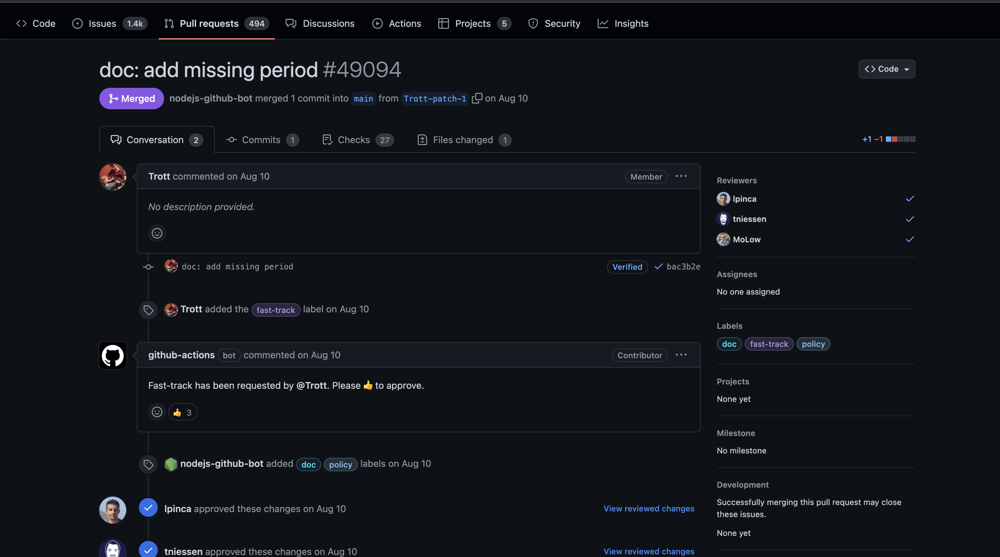 Code Issues 1.4k Pull requests 494 Discussions Actions Projects 5 Security Insights
doc: add missing period #49094
Code
Merged nodejs-github-bot merged 1 commit into main from Trott-patch-1 on Aug 10
Conversation 2 Commits 1 Checks 27 Files changed 1
+1 −1
Trott commented on Aug 10 Member
No description provided.
doc: add missing period Verified bac3b2e
Trott added the fast-track label on Aug 10
github-actions bot commented on Aug 10 Contributor
Fast-track has been requested by @Trott. Please 👍 to approve.
👍 3
nodejs-github-bot added doc policy labels on Aug 10
lpinca approved these changes on Aug 10 View reviewed changes
tniessen approved these changes on Aug 10 View reviewed changes
Reviewers
lpinca
tniessen
MoLow
Assignees
No one assigned
Labels
doc fast-track policy
Projects
None yet
Milestone
No milestone
Development
Successfully merging this pull request may close
these issues.
None yet